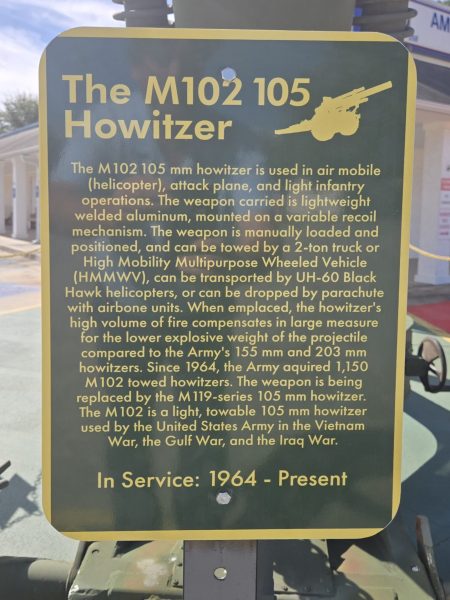 AM
The M102 105
Howitzer
The M102 105 mm howitzer is used in air mobile
(helicopter), attack plane, and light infantry
operations. The weapon carried is lightweight
welded aluminum, mounted on a variable recoil
mechanism. The weapon is manually loaded and
positioned, and can be towed by a 2-ton truck or
High Mobility Multipurpose Wheeled Vehicle
(HMMWV), can be transported by UH-60 Black
Hawk helicopters, or can be dropped by parachute
with airbone units. When emplaced, the howitzer's
high volume of fire compensates in large measure
for the lower explosive weight of the projectile
compared to the Army's 155 mm and 203 mm
howitzers. Since 1964, the Army aquired 1,150
M102 towed howitzers. The weapon is being
replaced by the M119-series 105 mm howitzer.
The M102 is a light, towable 105 mm howitzer
used by the United States Army in the Vietnam
War, the Gulf War, and the Iraq War.
In Service: 1964 - Present